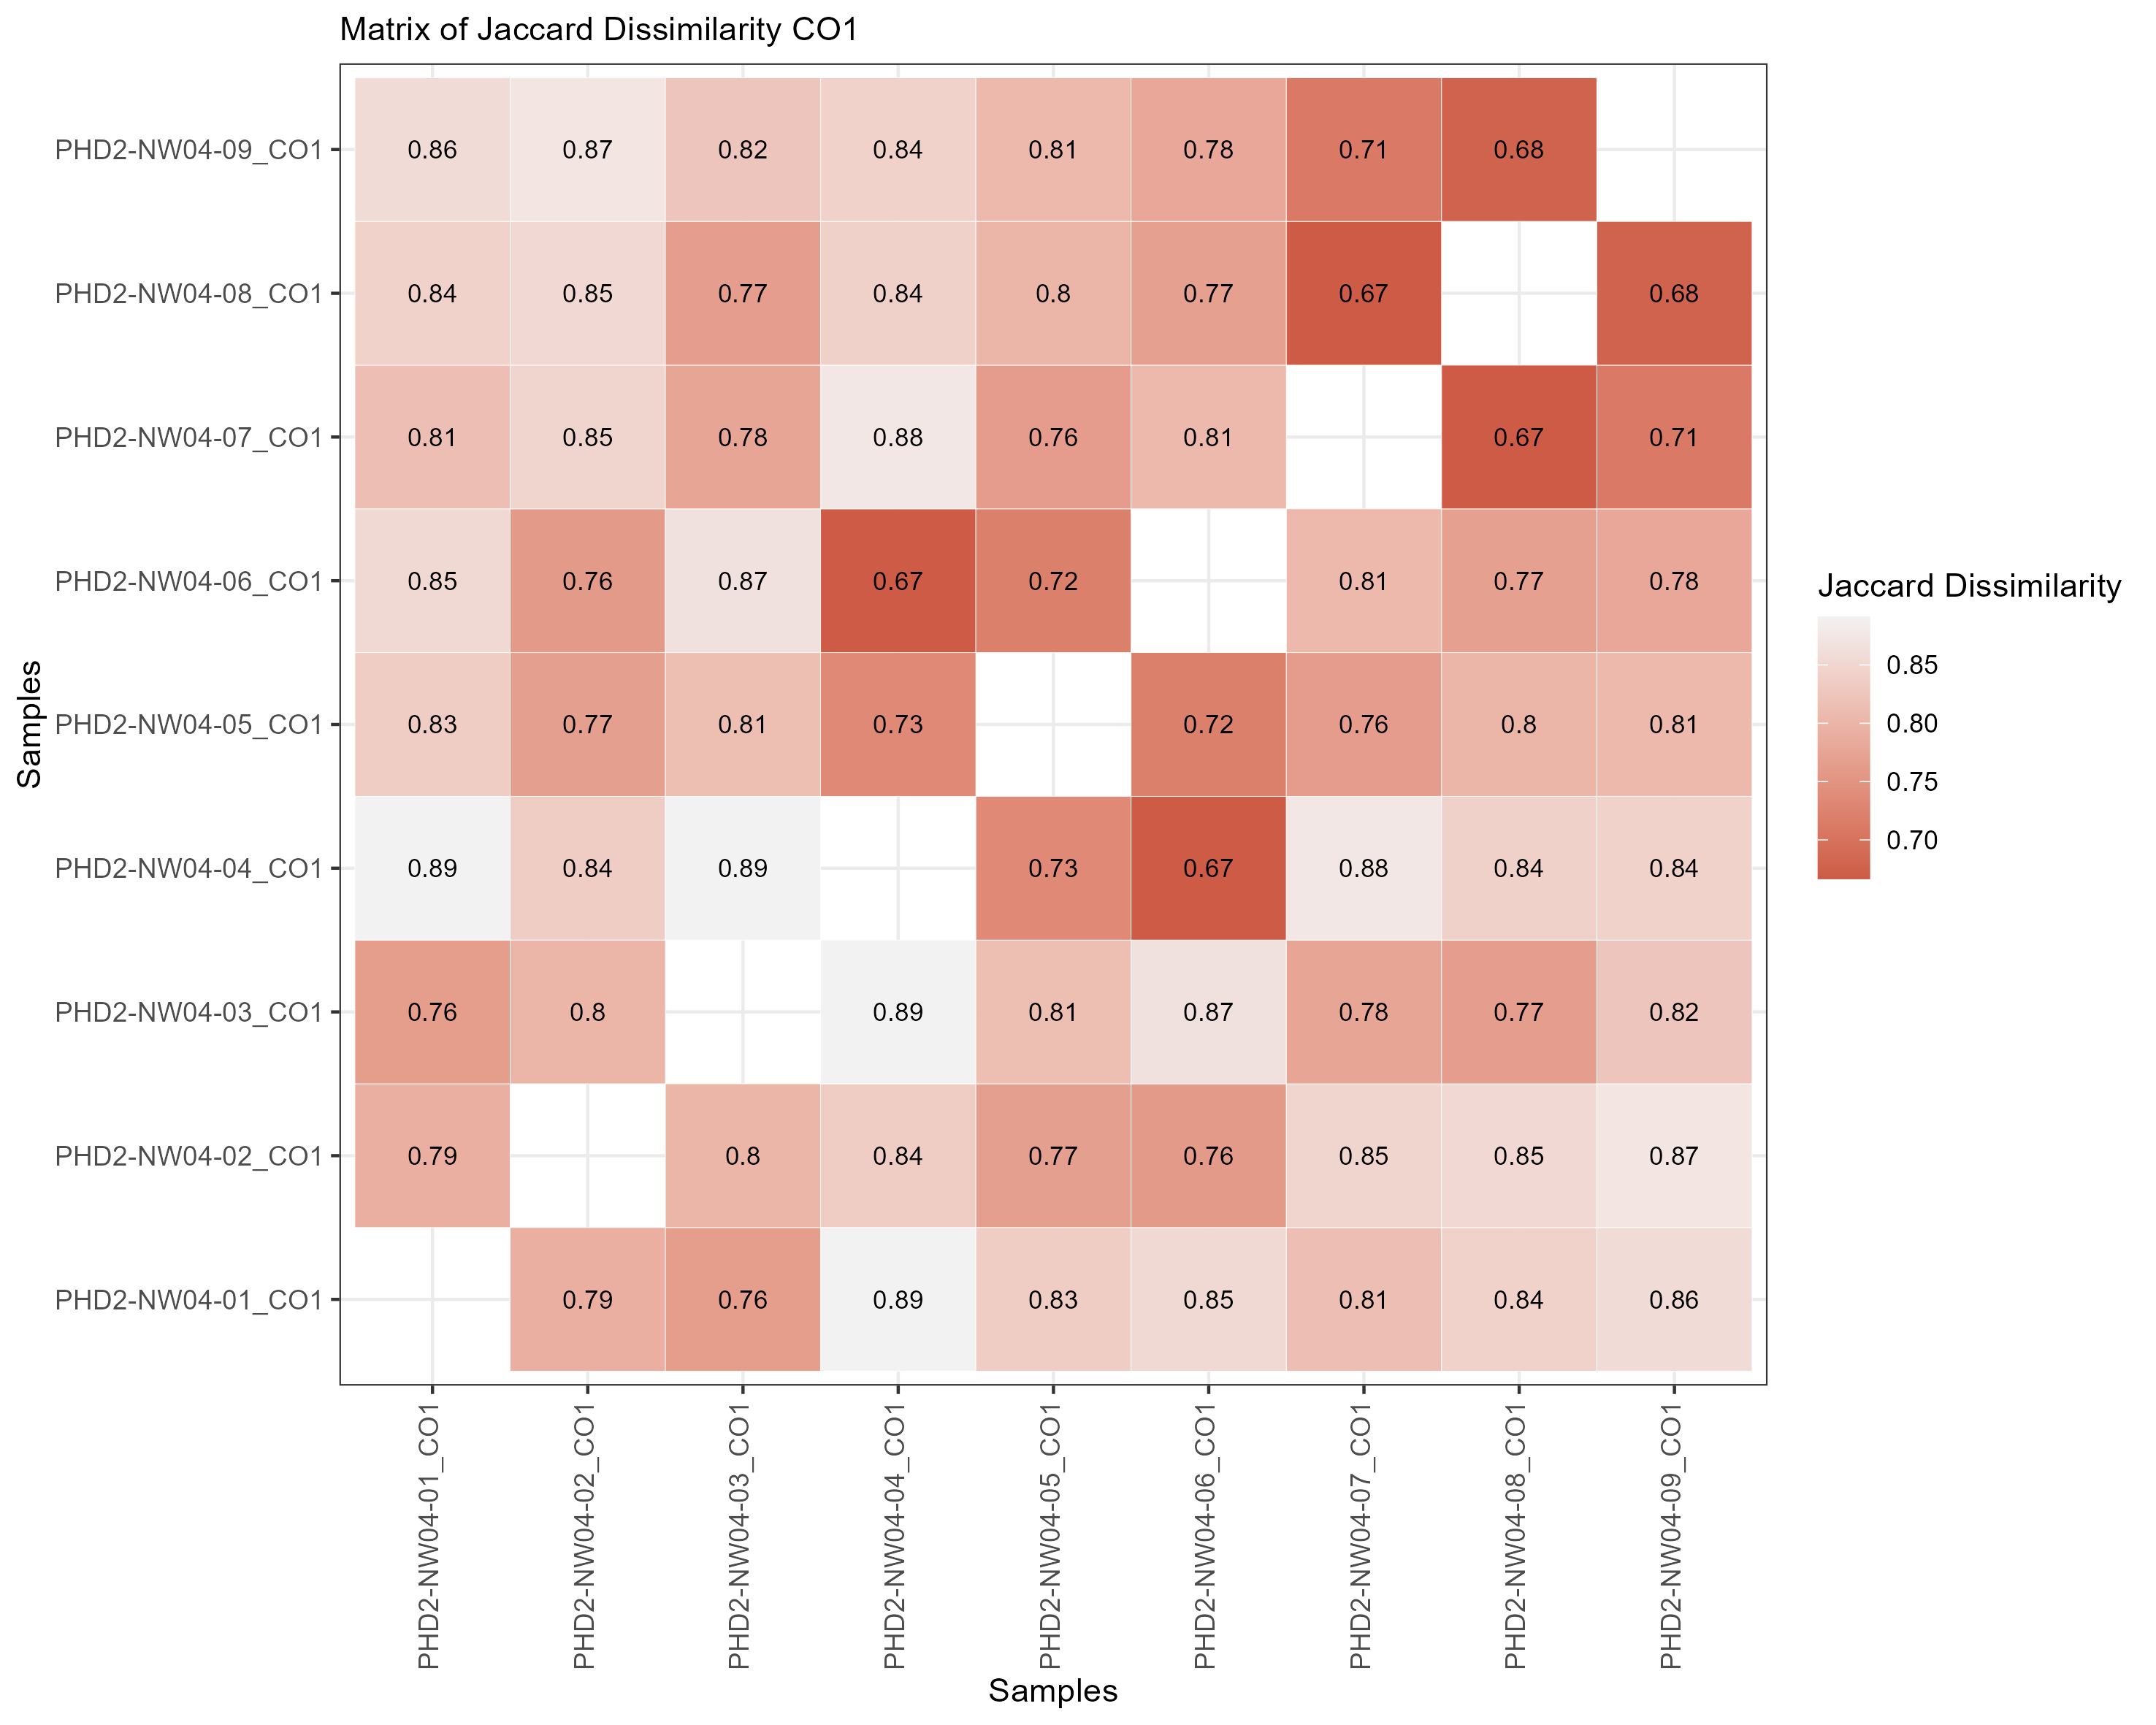 Matrix of Jaccard Dissimilarity CO1
PHD2-NW04-09_CO1 0.86 0.87 0.82 0.84 0.81 0.78 0.71 0.68
PHD2-NW04-08_CO1 0.84 0.85 0.77 0.84 0.8 0.77 0.67 0.68
PHD2-NW04-07_CO1 0.81 0.85 0.78 0.88 0.76 0.81 0.67 0.71
PHD2-NW04-06_CO1 0.85 0.76 0.87 0.67 0.72 0.81 0.77 0.78
PHD2-NW04-05_CO1 0.83 0.77 0.81 0.73 0.72 0.76 0.8 0.81
PHD2-NW04-04_CO1 0.89 0.84 0.89 0.73 0.67 0.88 0.84 0.84
PHD2-NW04-03_CO1 0.76 0.8 0.89 0.81 0.87 0.78 0.77 0.82
PHD2-NW04-02_CO1 0.79 0.8 0.84 0.77 0.76 0.85 0.85 0.87
PHD2-NW04-01_CO1 0.79 0.76 0.89 0.83 0.85 0.81 0.84 0.86
Samples
PHD2-NW04-01_CO1
PHD2-NW04-02_CO1
PHD2-NW04-03_CO1
PHD2-NW04-04_CO1
PHD2-NW04-05_CO1
PHD2-NW04-06_CO1
PHD2-NW04-07_CO1
PHD2-NW04-08_CO1
PHD2-NW04-09_CO1
Samples
Jaccard Dissimilarity
0.85
0.80
0.75
0.70